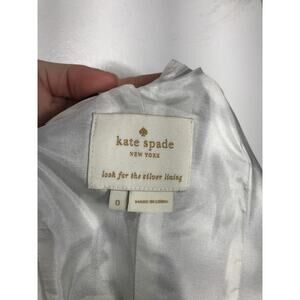 kate spade
NEW YORK
look for the silver lining
0